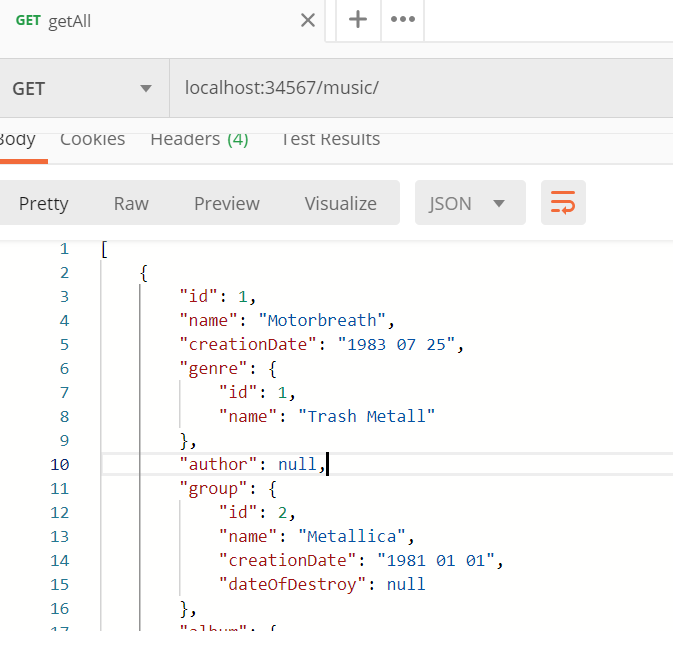 GET getAll
GET localhost:34567/music/
Body Cookies Headers (4) Test Results
Pretty Raw Preview Visualize JSON
1 [
2 {
3 "id": 1,
4 "name": "Motorbreath",
5 "creationDate": "1983 07 25",
6 "genre": {
7 "id": 1,
8 "name": "Trash Metall"
9 },
10 "author": null,
11 "group": {
12 "id": 2,
13 "name": "Metallica",
14 "creationDate": "1981 01 01",
15 "dateOfDestroy": null
16 },
17 "album": {